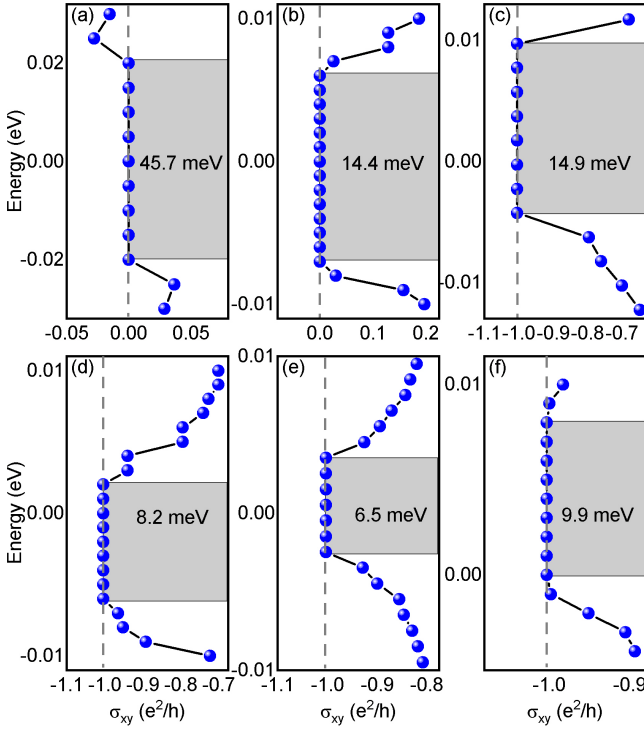 (a)
(b)
(c)
Energy (eV)
0.02
0.00
-0.02
45.7 meV
-0.05 0.00 0.05
0.01
0.00
-0.01
14.4 meV
0.0 0.1 0.2
0.01
0.00
-0.01
14.9 meV
-1.1 -1.0 -0.9 -0.8 -0.7
(d)
(e)
(f)
Energy (eV)
0.01
0.00
-0.01
8.2 meV
-1.1 -1.0 -0.9 -0.8 -0.7
σxy (e²/h)
0.01
0.00
-0.01
6.5 meV
-1.1 -1.0 -0.9 -0.8
σxy (e²/h)
0.01
0.00
9.9 meV
-1.0 -0.9
σxy (e²/h)